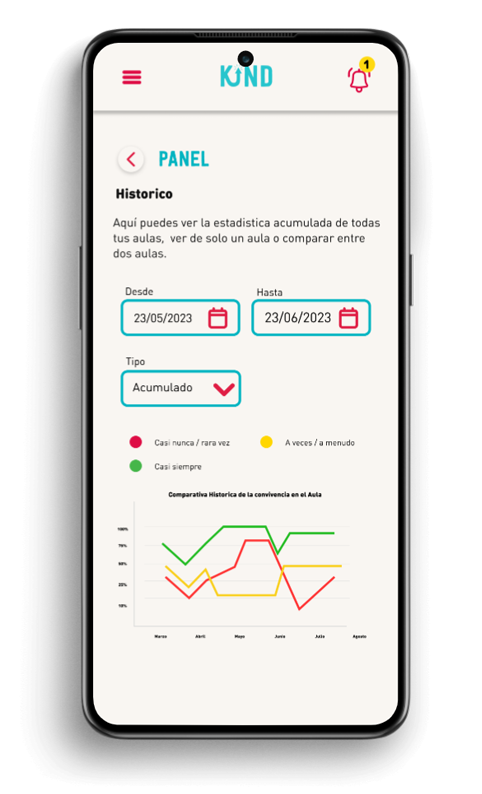 KIND
1
PANEL
Historico
Aquí puedes ver la estadistica acumulada de todas
tus aulas, ver de solo un aula o comparar entre
dos aulas.
Desde
Hasta
23/05/2023
23/06/2023
Tipo
Acumulado
Casi nunca / rara vez
A veces / a menudo
Casi siempre
Comparativa Historica de la convivencia en el Aula
100%
75%
50%
25%
10%
Marzo Abril Mayo Junio Julio Agosto